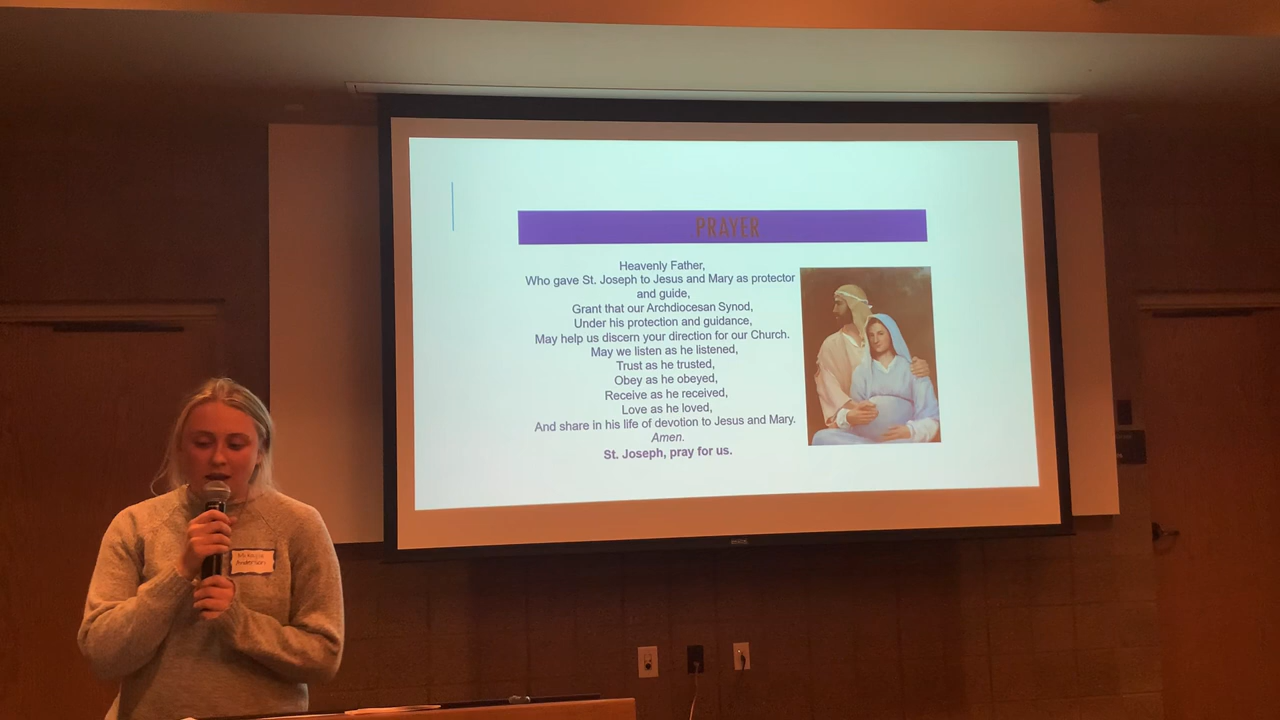 PRAYER
Heavenly Father,
Who gave St. Joseph to Jesus and Mary as protector
and guide,
Grant that our Archdiocesan Synod,
Under his protection and guidance,
May help us discern your direction for our Church.
May we listen as he listened,
Trust as he trusted,
Obey as he obeyed,
Receive as he received,
Love as he loved,
And share in his life of devotion to Jesus and Mary.
Amen.
St. Joseph, pray for us.
Anderson